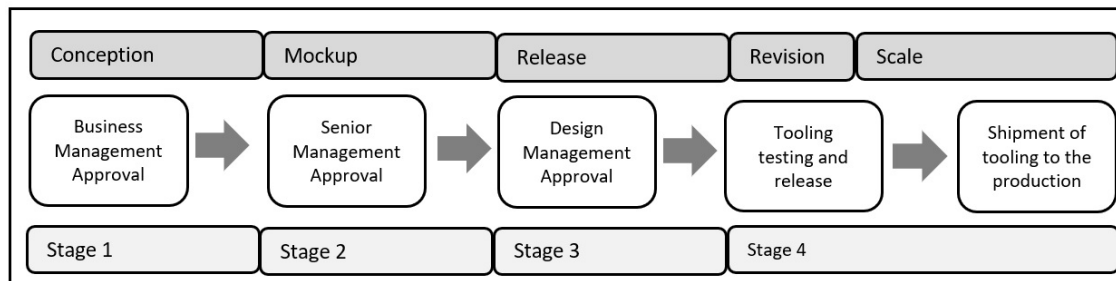 Conception
Mockup
Release
Revision
Scale
Business
Management
Approval
Senior
Management
Approval
Design
Management
Approval
Tooling
testing and
release
Shipment of
tooling to the
production
Stage 1
Stage 2
Stage 3
Stage 4